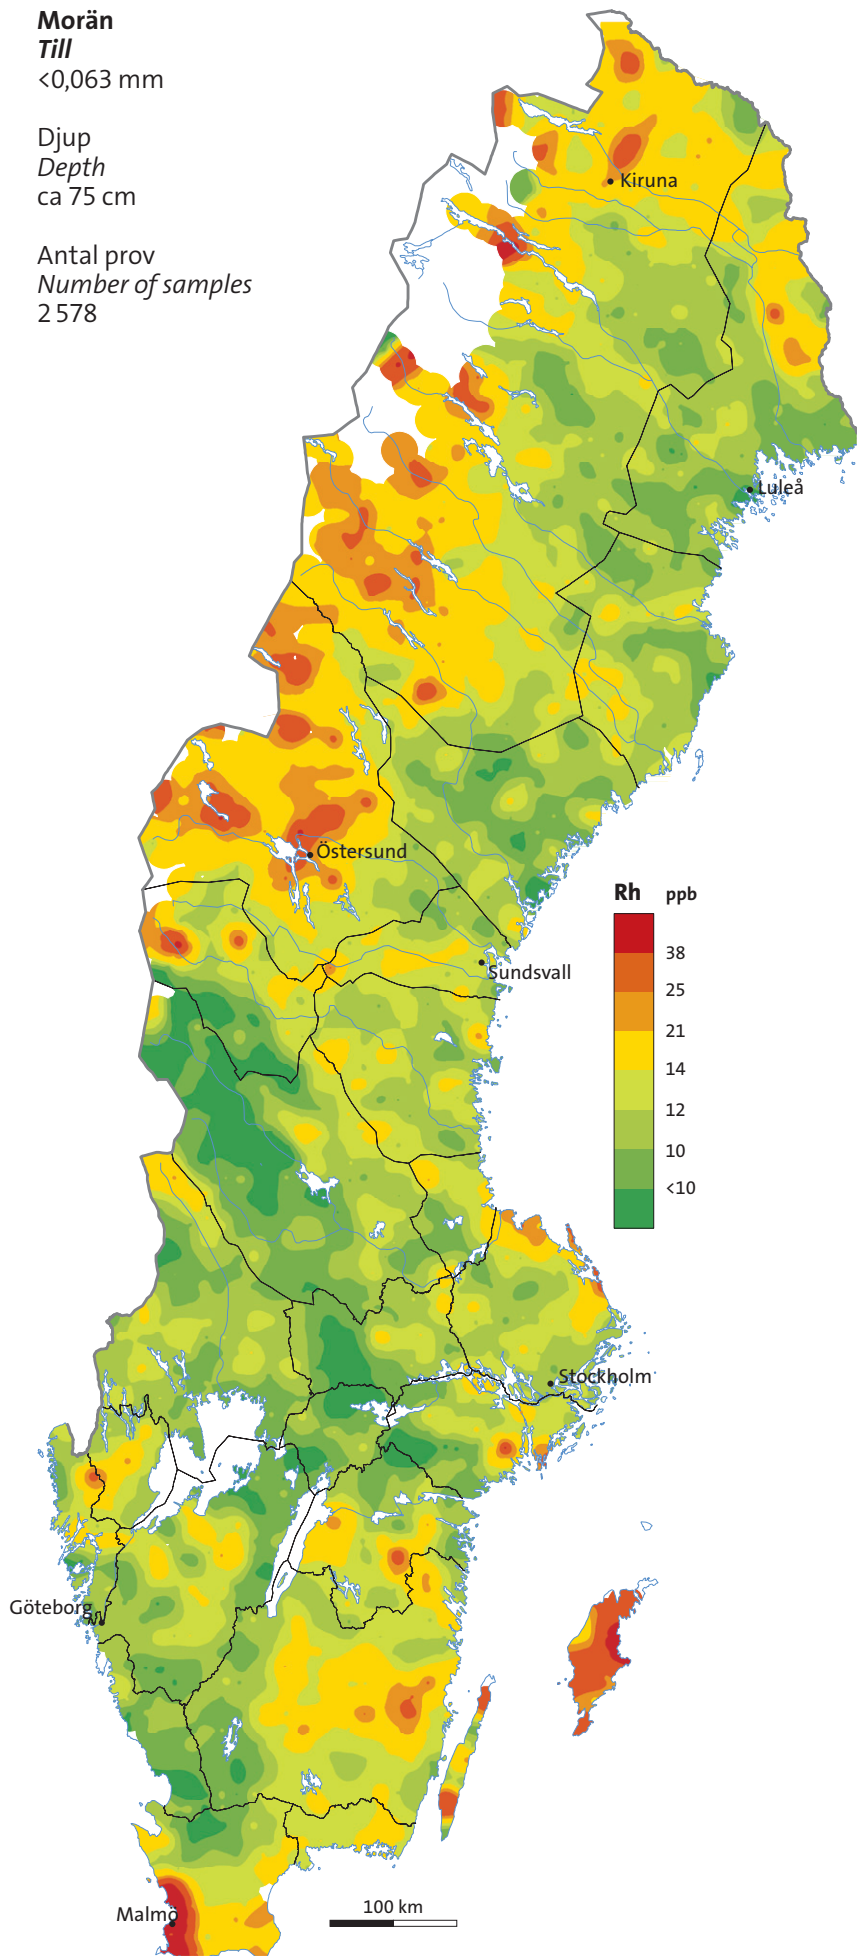 Morän
Till
<0,063 mm
Djup
Depth
ca 75 cm
Antal prov
Number of samples
2 578
Kiruna
Luleå
Östersund
Rh ppb
38
25
21
14
12
10
<10
Sundsvall
Stockholm
Göteborg
Malmö
100 km